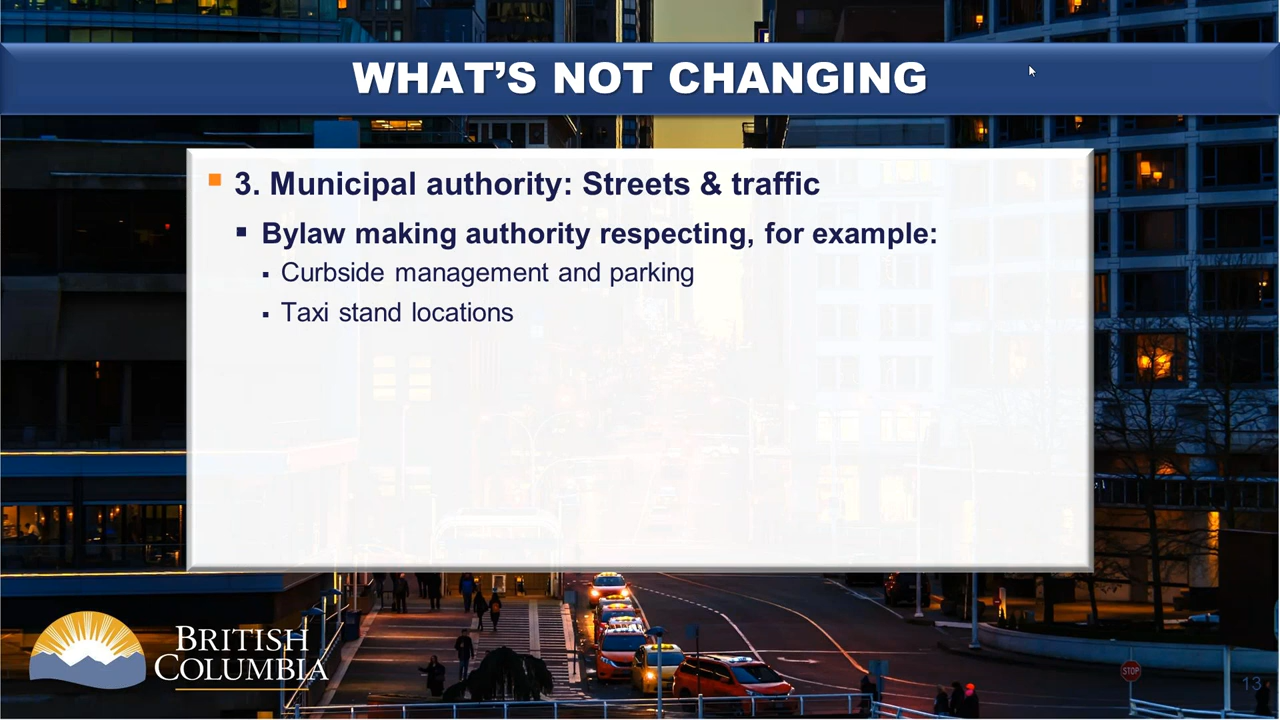 WHAT’S NOT CHANGING
3. Municipal authority: Streets & traffic
Bylaw making authority respecting, for example:
Curbside management and parking
Taxi stand locations
BRITISH
COLUMBIA
STOP
13